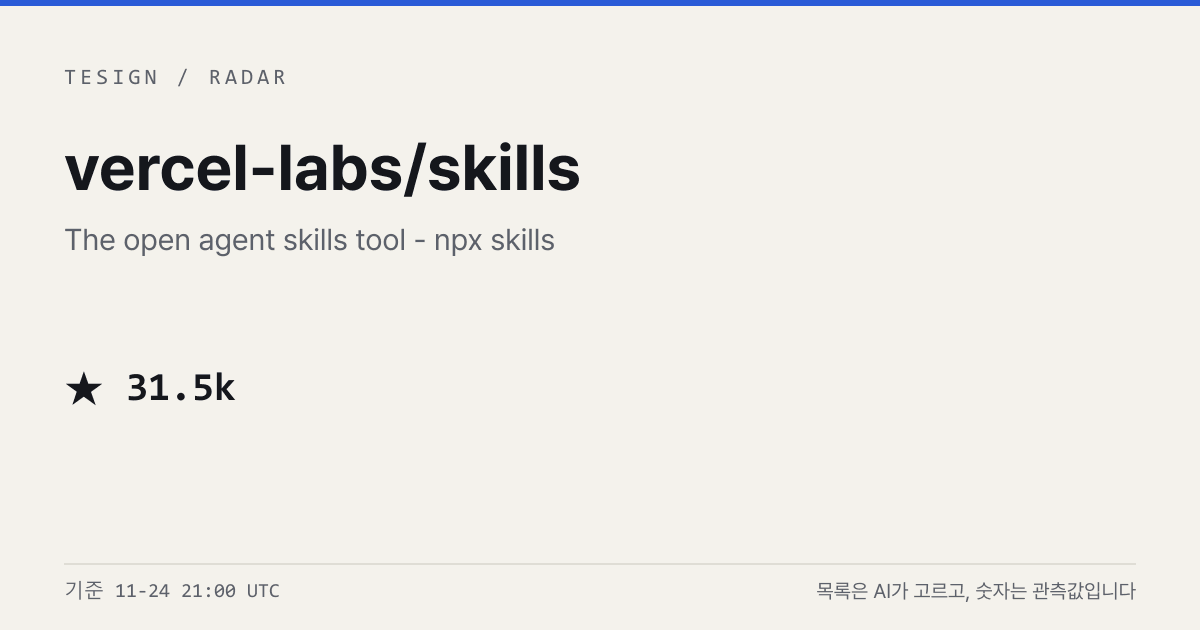 TESIGN / RADAR
vercel-labs/skills
The open agent skills tool - npx skills
★ 31.5k
기준 11-24 21:00 UTC
목록은 AI가 고르고, 숫자는 관측값입니다